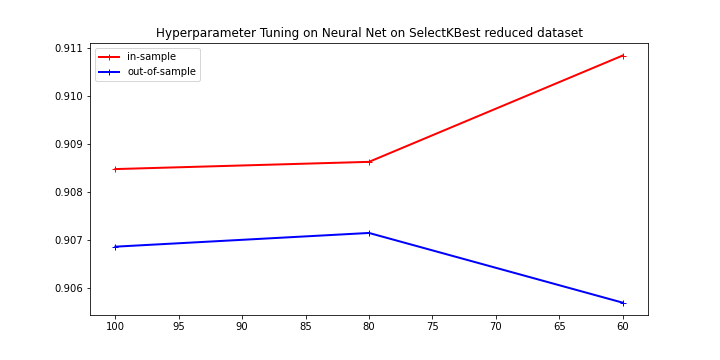 Hyperparameter Tuning on Neural Net on SelectKBest reduced dataset
in-sample
out-of-sample
0.911
0.910
0.909
0.908
0.907
0.906
100 95 90 85 80 75 70 65 60